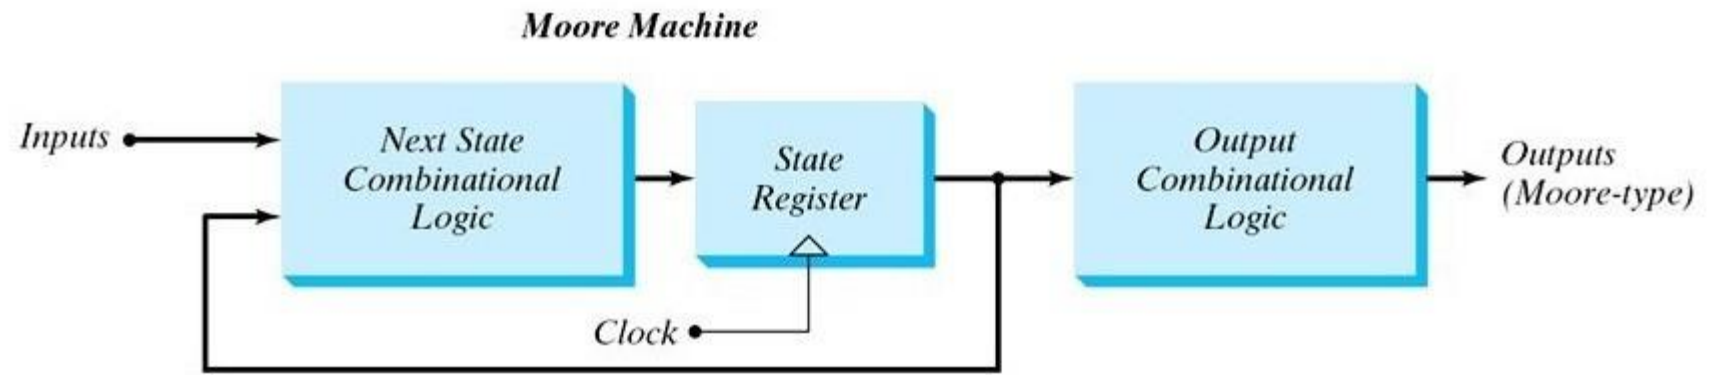 Moore Machine
Inputs
Next State
Combinational
Logic
State
Register
Clock
Output
Combinational
Logic
Outputs
(Moore-type)